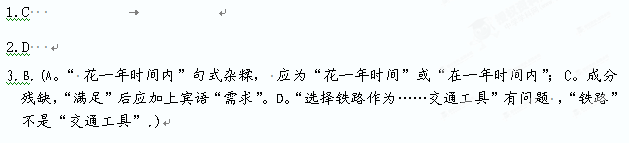 1.C
2.D
3.B.(A。“花一年时间内”句式杂糅，应为“花一年时间”或“在一年时间内”；C。成分
残缺，“满足”后应加上宾语“需求”。D。“选择铁路作为……交通工具”有问题，“铁路”
不是“交通工具”.)